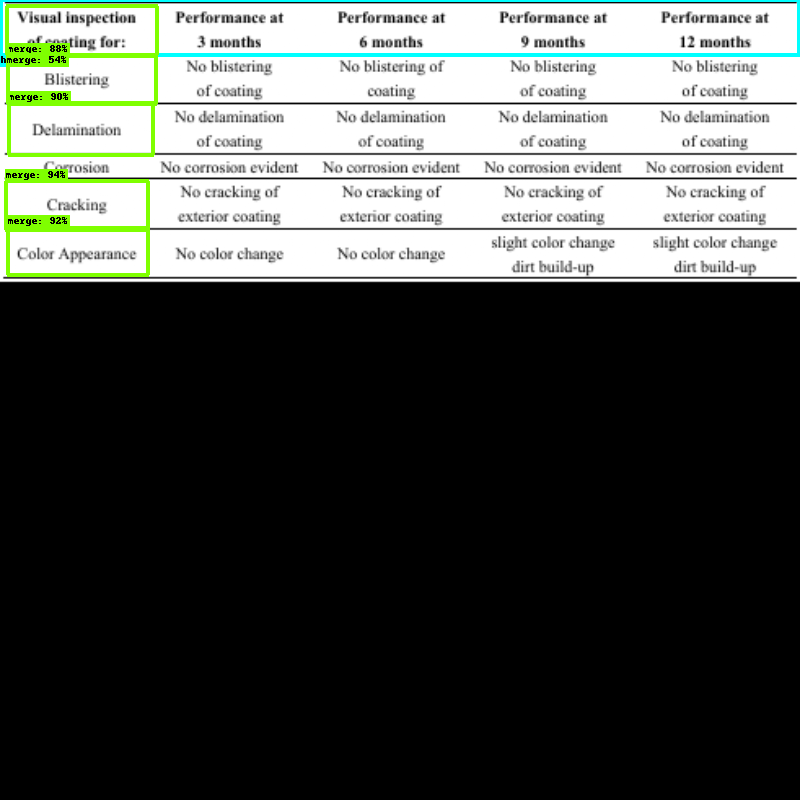 Visual inspection of coating for: Performance at 3 months Performance at 6 months Performance at 9 months Performance at 12 months
merge: 88%
hmerge: 54%
Blistering No blistering of coating No blistering of coating No blistering of coating No blistering of coating
merge: 90%
Delamination No delamination of coating No delamination of coating No delamination of coating No delamination of coating
Corrosion No corrosion evident No corrosion evident No corrosion evident No corrosion evident
merge: 94%
Cracking No cracking of exterior coating No cracking of exterior coating No cracking of exterior coating No cracking of exterior coating
merge: 92%
Color Appearance No color change No color change slight color change dirt build-up slight color change dirt build-up